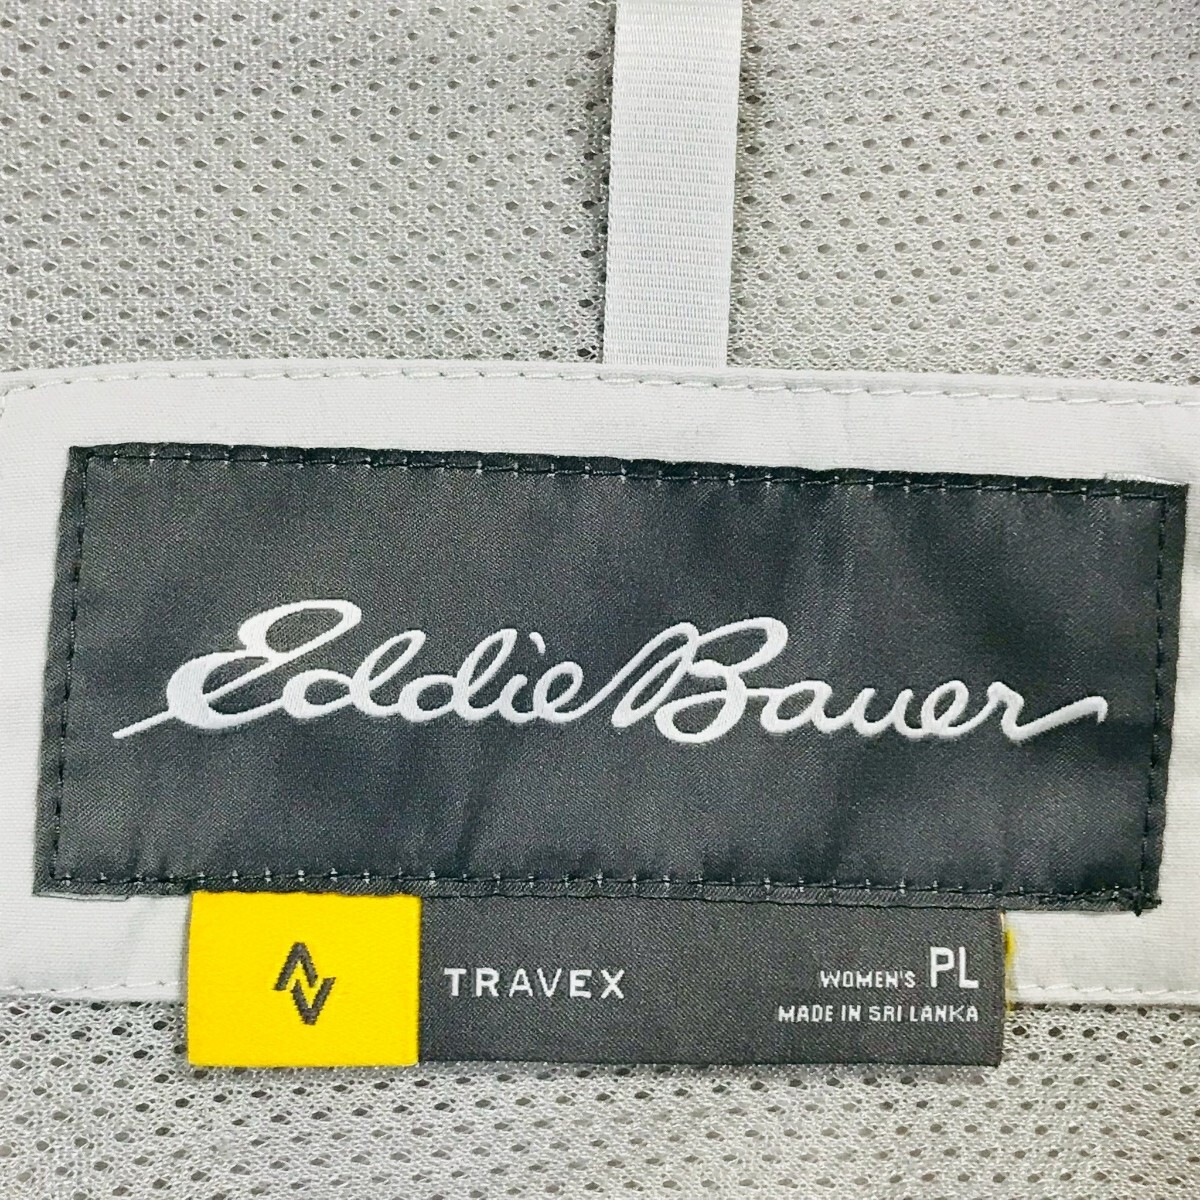 Eddie Bauer
TRAVEX
WOMEN'S PL
MADE IN SRI LANKA